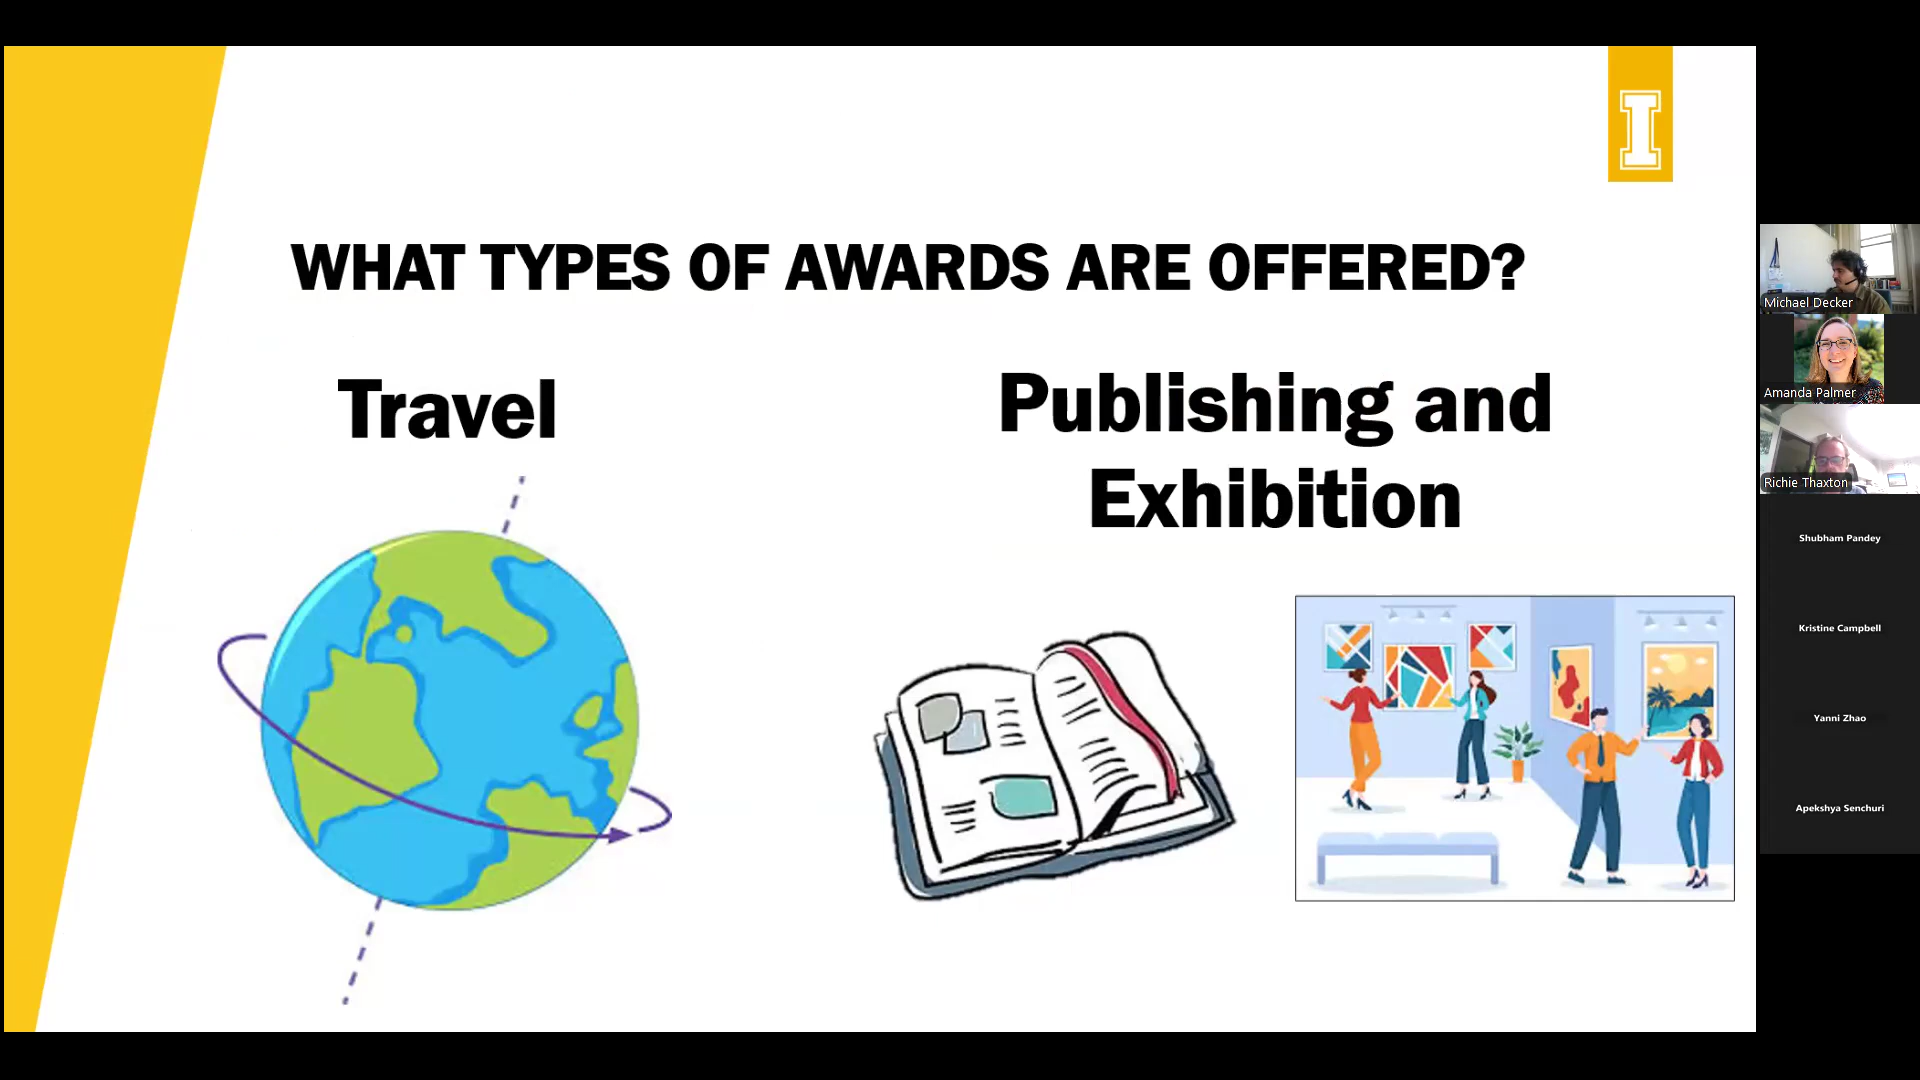 I
WHAT TYPES OF AWARDS ARE OFFERED?
Travel
Publishing and
Exhibition
Michael Decker
Amanda Palmer
Richie Thaxton
Shubham Pandey
Kristine Campbell
Yanni Zhao
Apekshya Senchuri